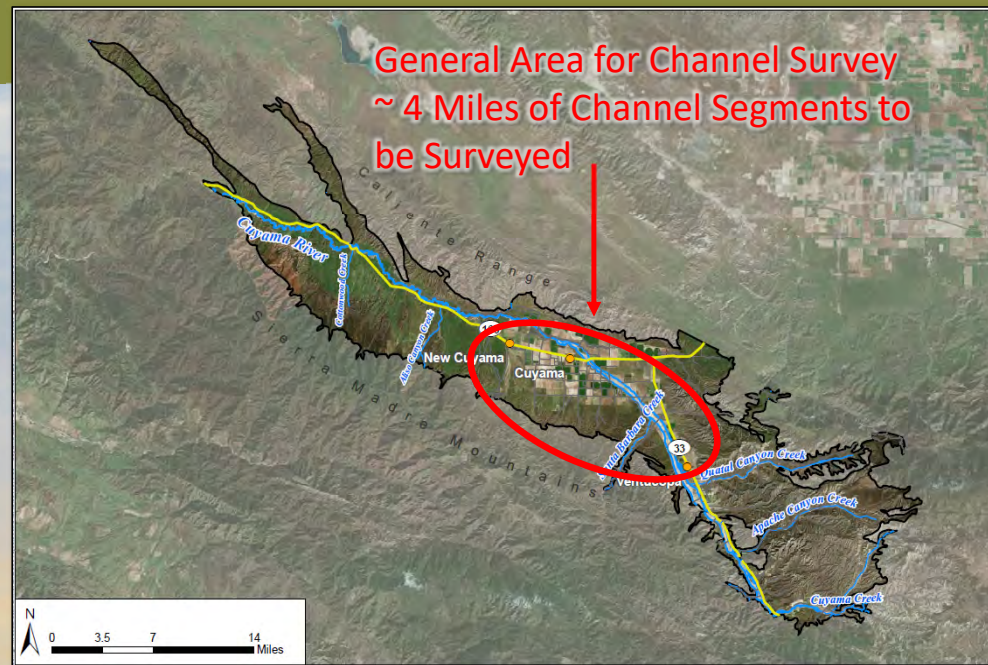 General Area for Channel Survey
~ 4 Miles of Channel Segments to
be Surveyed
Caliente Range
Cuyama River
Cottonwood Creek
Aliso Canyon Creek
Sierra Madre Mountains
New Cuyama
Cuyama
Santa Barbara Creek
33
Ventucopa
Quatal Canyon Creek
Apache Canyon Creek
Cuyama Creek
N
0 3.5 7 14
Miles